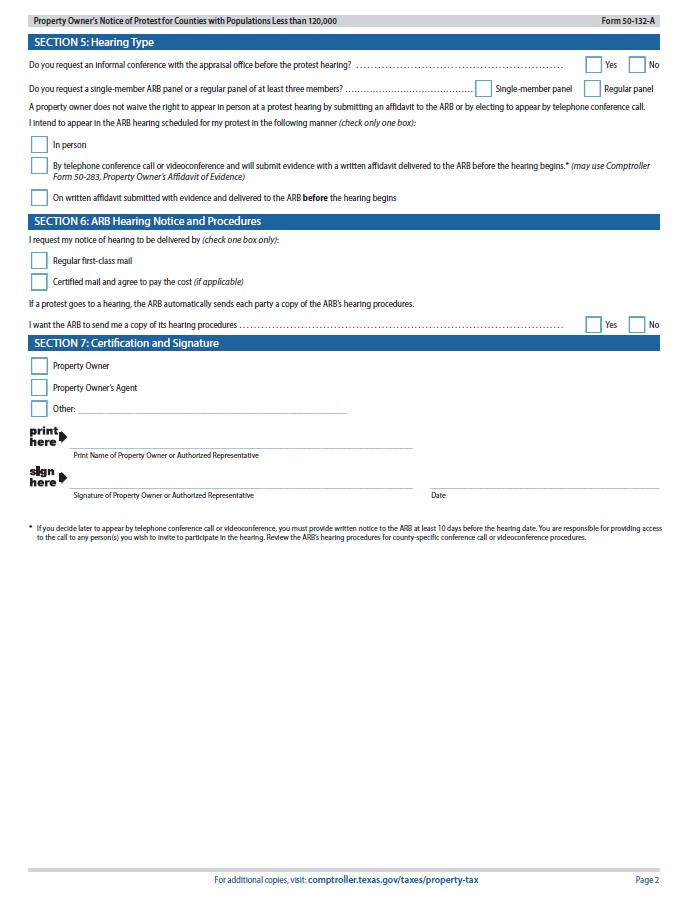 Property Owner's Notice of Protest for Counties with Populations Less than 120,000 Form 50-132-A
SECTION 5: Hearing Type
Do you request an informal conference with the appraisal office before the protest hearing? Yes No
Do you request a single-member ARB panel or a regular panel of at least three members? Single-member panel Regular panel
A property owner does not waive the right to appear in person at a protest hearing by submitting an affidavit to the ARB or by electing to appear by telephone conference call.
I intend to appear in the ARB hearing scheduled for my protest in the following manner (check only one box):
In person
By telephone conference call or videoconference and will submit evidence with a written affidavit delivered to the ARB before the hearing begins.* (may use Comptroller
Form 50-283, Property Owner's Affidavit of Evidence)
On written affidavit submitted with evidence and delivered to the ARB before the hearing begins
SECTION 6: ARB Hearing Notice and Procedures
I request my notice of hearing to be delivered by (check one box only):
Regular first-class mail
Certified mail and agree to pay the cost (if applicable)
If a protest goes to a hearing, the ARB automatically sends each party a copy of the ARB's hearing procedures.
I want the ARB to send me a copy of its hearing procedures Yes No
SECTION 7: Certification and Signature
Property Owner
Property Owner's Agent
Other:
print
here
Print Name of Property Owner or Authorized Representative
sign
here
Signature of Property Owner or Authorized Representative Date
* If you decide later to appear by telephone conference call or videoconference, you must provide written notice to the ARB at least 10 days before the hearing date. You are responsible for providing access
to the call to any person(s) you wish to invite to participate in the hearing. Review the ARB's hearing procedures for county-specific conference call or videoconference procedures.
For additional copies, visit: comptroller.texas.gov/taxes/property-tax Page 2